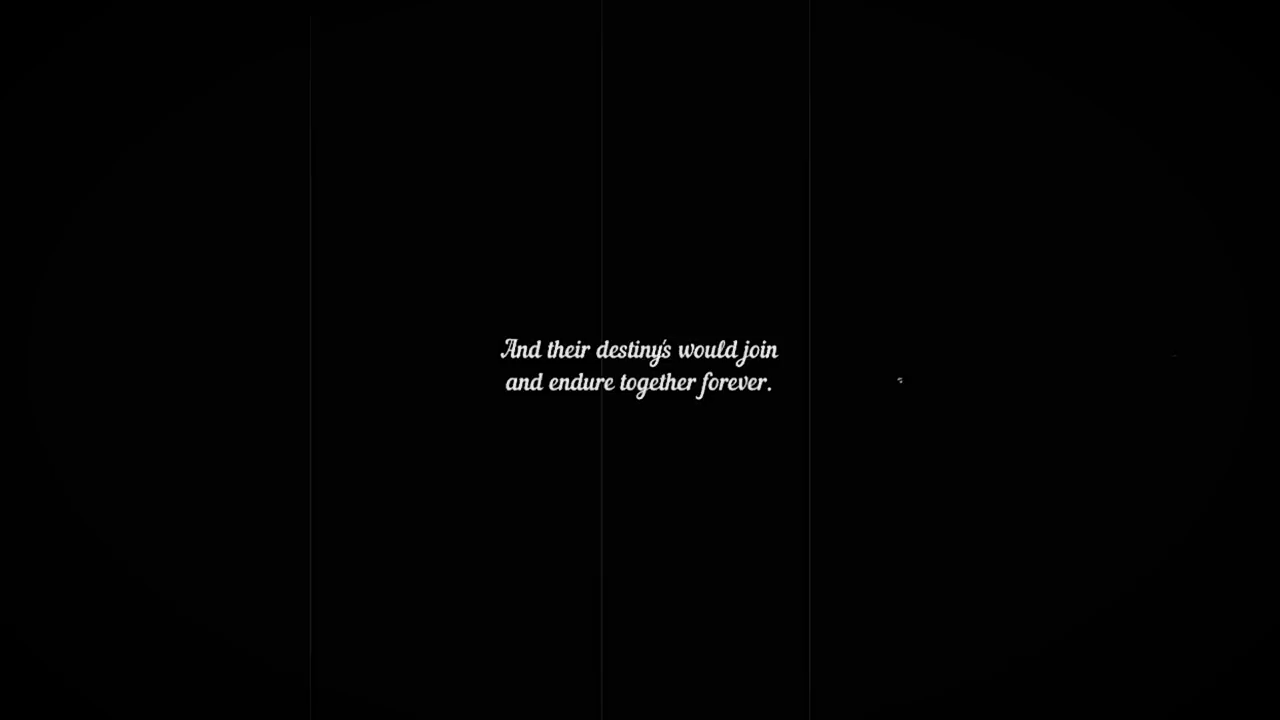 And their destiny's would join
and endure together forever.